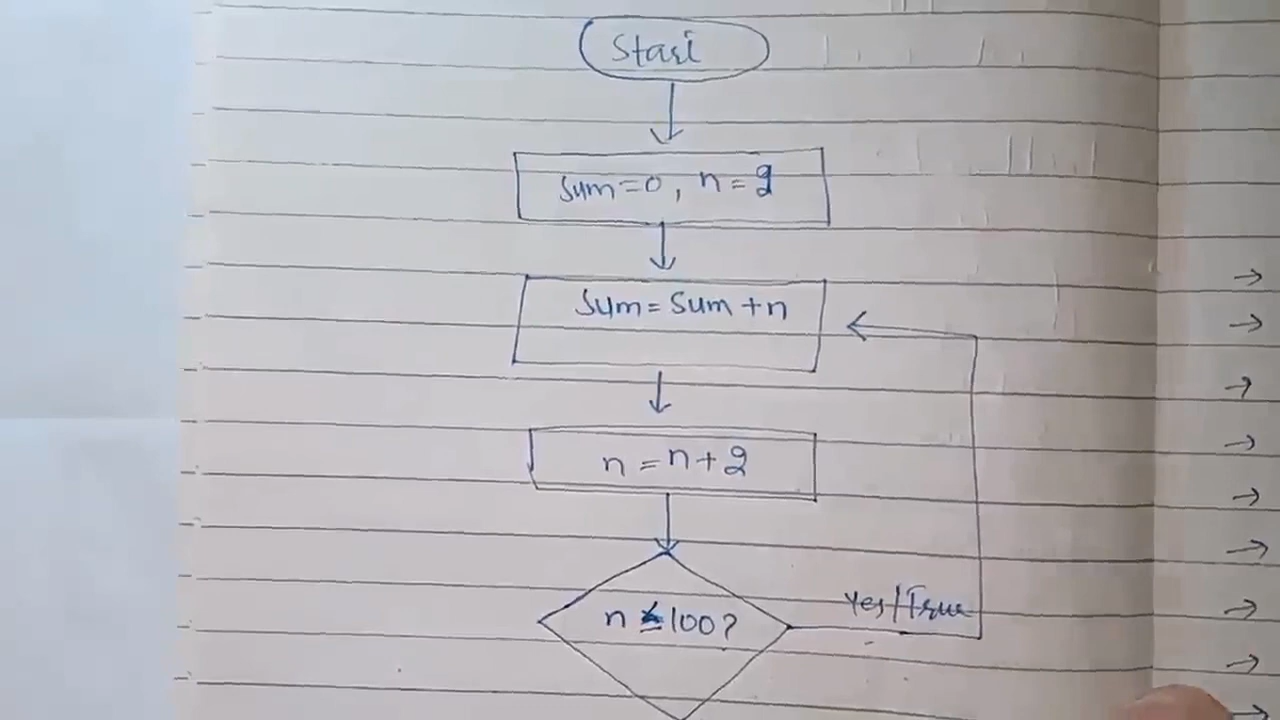 Start
sum=0, n=2
sum=sum+n
n=n+2
n≤100?
Yes/True